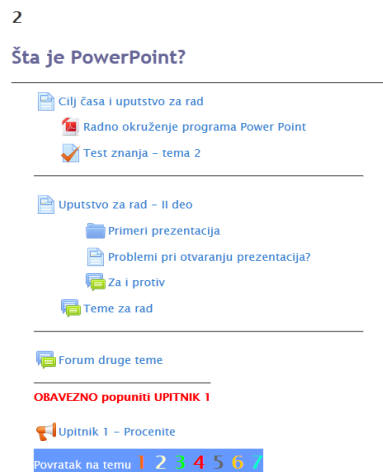 2
Šta je PowerPoint?
Cilj časa i uputstvo za rad
Radno okruženje programa Power Point
Test znanja - tema 2
Uputstvo za rad - II deo
Primeri prezentacija
Problemi pri otvaranju prezentacija?
Za i protiv
Teme za rad
Forum druge teme
OBAVEZNO popuniti UPITNIK 1
Upitnik 1 - Procenite
Povratak na temu 1 2 3 4 5 6 7